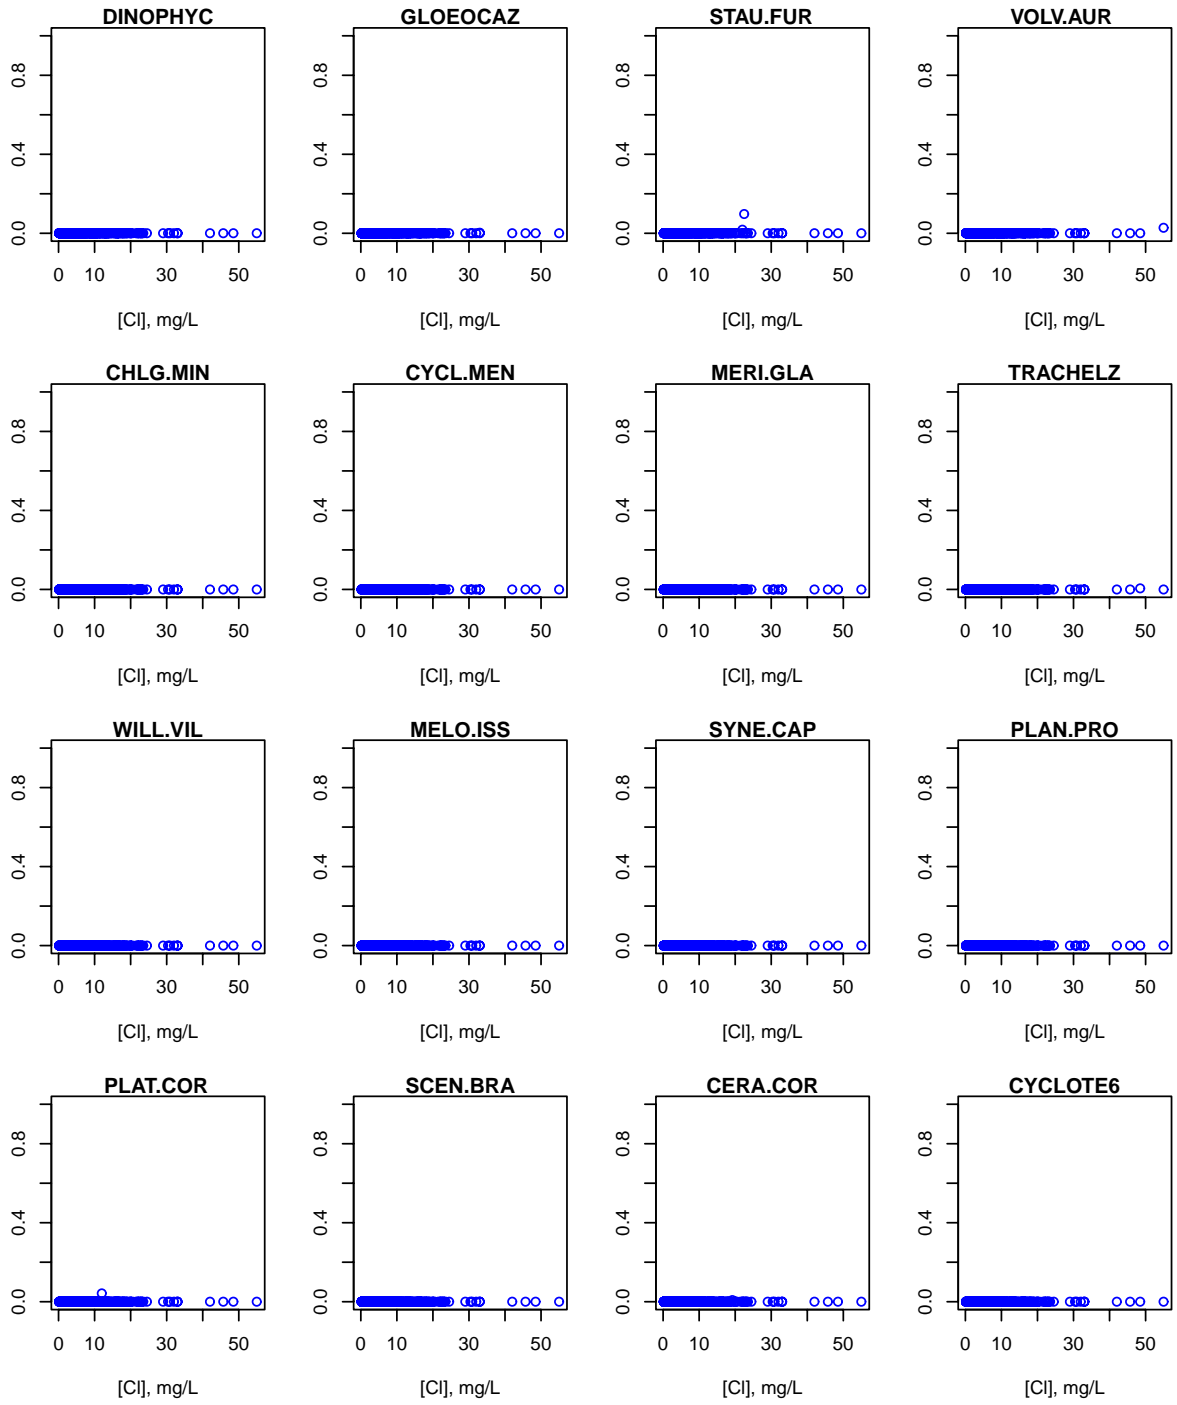 DINOPHYC GLOEOCAZ STAU.FUR VOLV.AUR
0.8 0.8 0.8 0.8
0.4 0.4 0.4 0.4
0.0 0.0 0.0 0.0
0 10 30 50 0 10 30 50 0 10 30 50 0 10 30 50
[Cl], mg/L [Cl], mg/L [Cl], mg/L [Cl], mg/L
CHLG.MIN CYCL.MEN MERI.GLA TRACHELZ
0.8 0.8 0.8 0.8
0.4 0.4 0.4 0.4
0.0 0.0 0.0 0.0
0 10 30 50 0 10 30 50 0 10 30 50 0 10 30 50
[Cl], mg/L [Cl], mg/L [Cl], mg/L [Cl], mg/L
WILL.VIL MELO.ISS SYNE.CAP PLAN.PRO
0.8 0.8 0.8 0.8
0.4 0.4 0.4 0.4
0.0 0.0 0.0 0.0
0 10 30 50 0 10 30 50 0 10 30 50 0 10 30 50
[Cl], mg/L [Cl], mg/L [Cl], mg/L [Cl], mg/L
PLAT.COR SCEN.BRA CERA.COR CYCLOTE6
0.8 0.8 0.8 0.8
0.4 0.4 0.4 0.4
0.0 0.0 0.0 0.0
0 10 30 50 0 10 30 50 0 10 30 50 0 10 30 50
[Cl], mg/L [Cl], mg/L [Cl], mg/L [Cl], mg/L